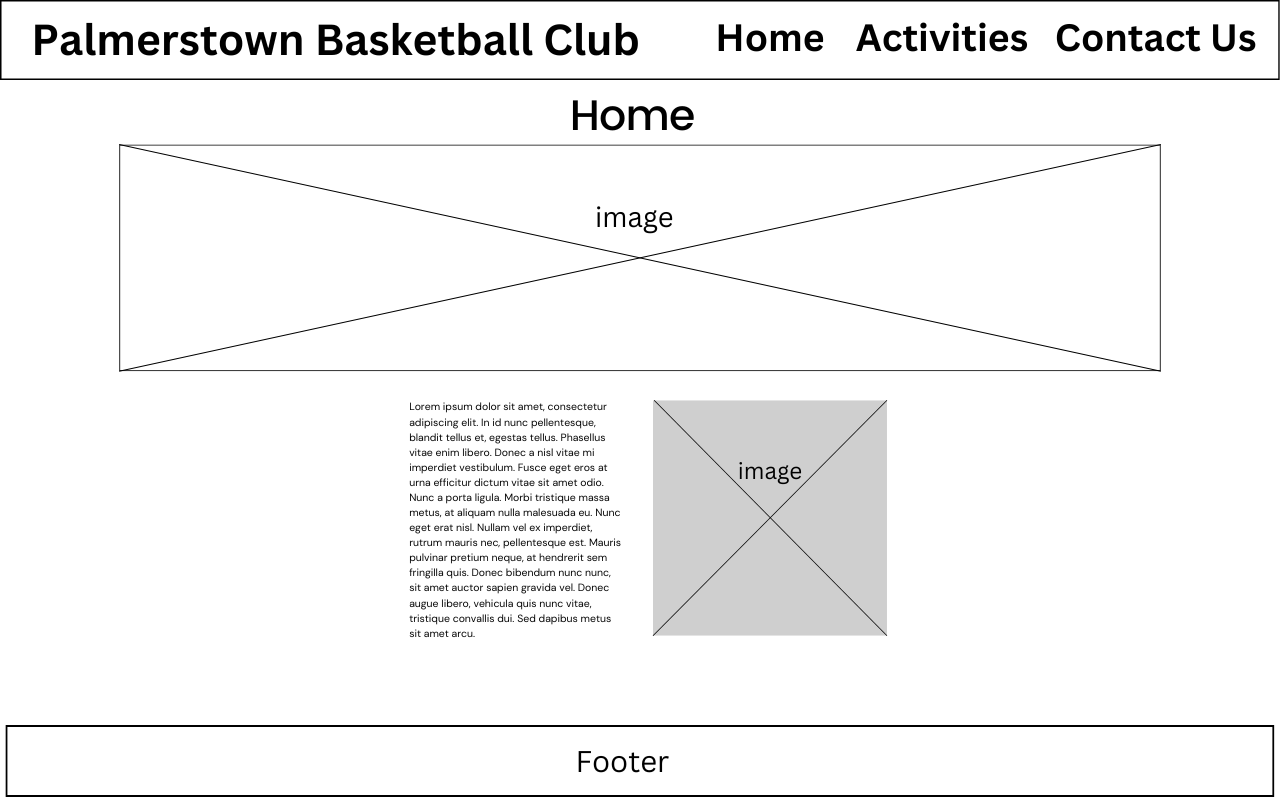 Palmerstown Basketball Club Home Activities Contact Us
Home
image
Lorem ipsum dolor sit amet, consectetur
adipiscing elit. In id nunc pellentesque,
blandit tellus et, egestas tellus. Phasellus
vitae enim libero. Donec a nisl vitae mi
imperdiet vestibulum. Fusce eget eros at
urna efficitur dictum vitae sit amet odio.
Nunc a porta ligula. Morbi tristique massa
metus, at aliquam nulla malesuada eu. Nunc
eget erat nisl. Nullam vel ex imperdiet,
rutrum mauris nec, pellentesque est. Mauris
pulvinar pretium neque, at hendrerit sem
fringilla quis. Donec bibendum nunc nunc,
sit amet auctor sapien gravida vel. Donec
augue libero, vehicula quis nunc vitae,
tristique convallis dui. Sed dapibus metus
sit amet arcu.
image
Footer